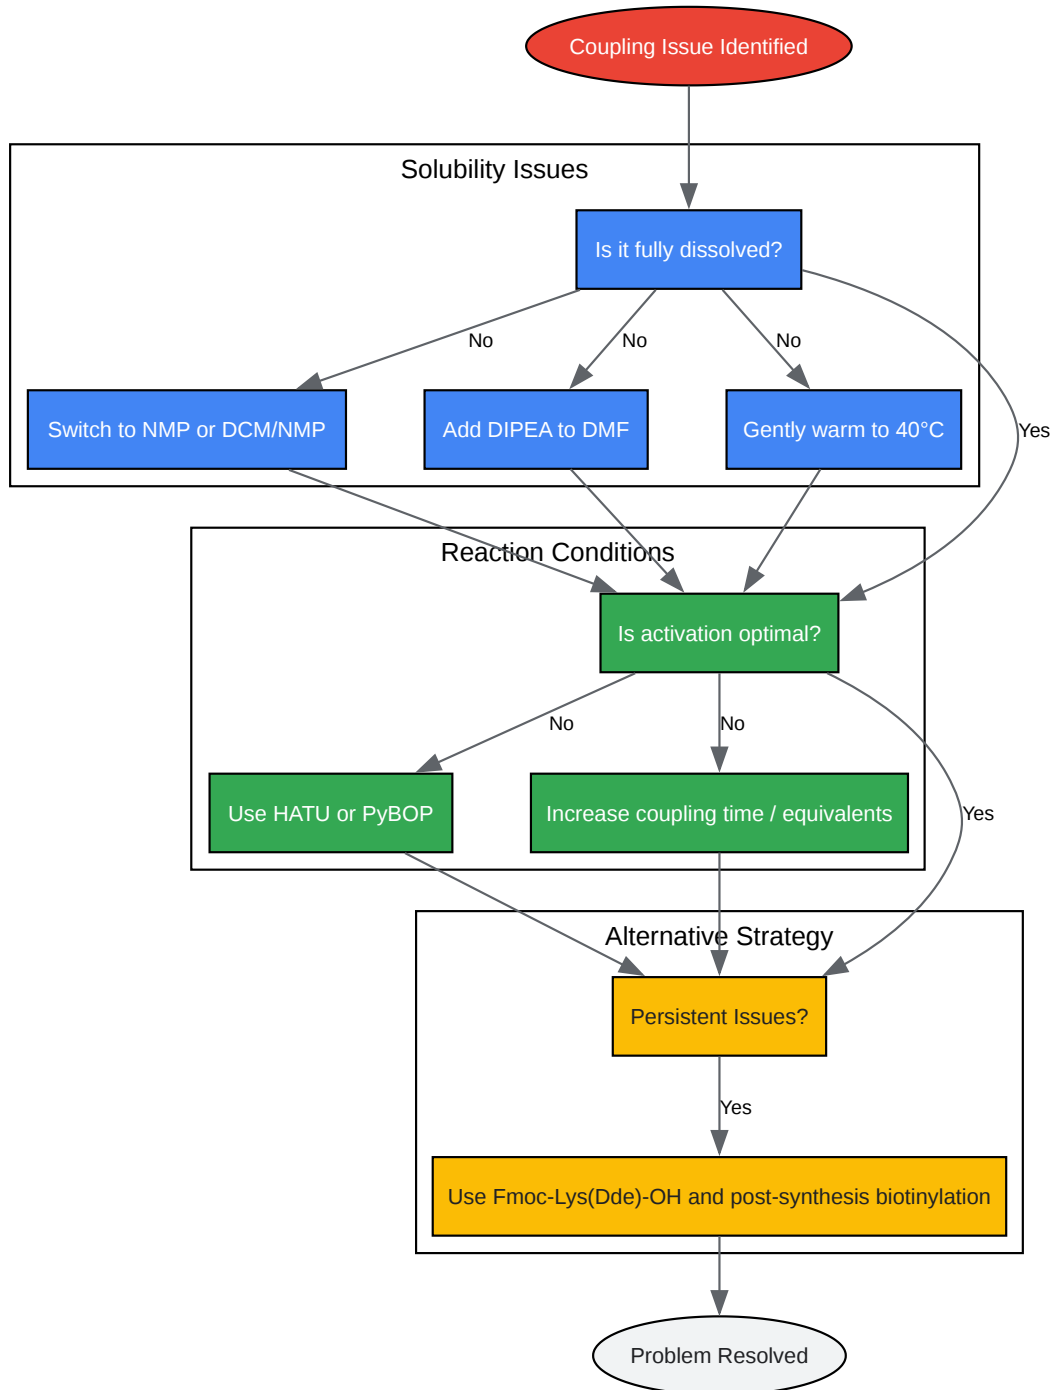 Coupling Issue Identified
Solubility Issues
Is it fully dissolved?
No
No
No
Yes
Switch to NMP or DCM/NMP
Add DIPEA to DMF
Gently warm to 40°C
Reaction Conditions
Is activation optimal?
No
No
Yes
Use HATU or PyBOP
Increase coupling time / equivalents
Alternative Strategy
Persistent Issues?
Yes
Use Fmoc-Lys(Dde)-OH and post-synthesis biotinylation
Problem Resolved